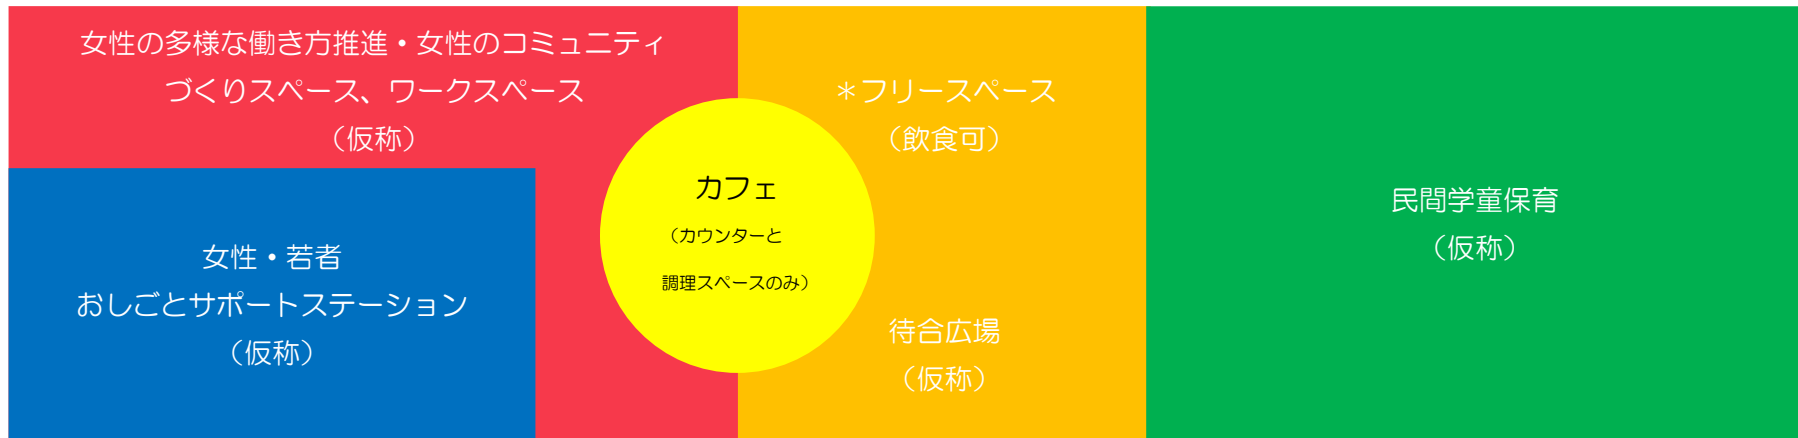 女性の多様な働き方推進・女性のコミュニティ
づくりスペース、ワークスペース
（仮称）
女性・若者
おしごとサポートステーション
（仮称）
カフェ
（カウンターと
調理スペースのみ）
＊フリースペース
（飲食可）
待合広場
（仮称）
民間学童保育
（仮称）